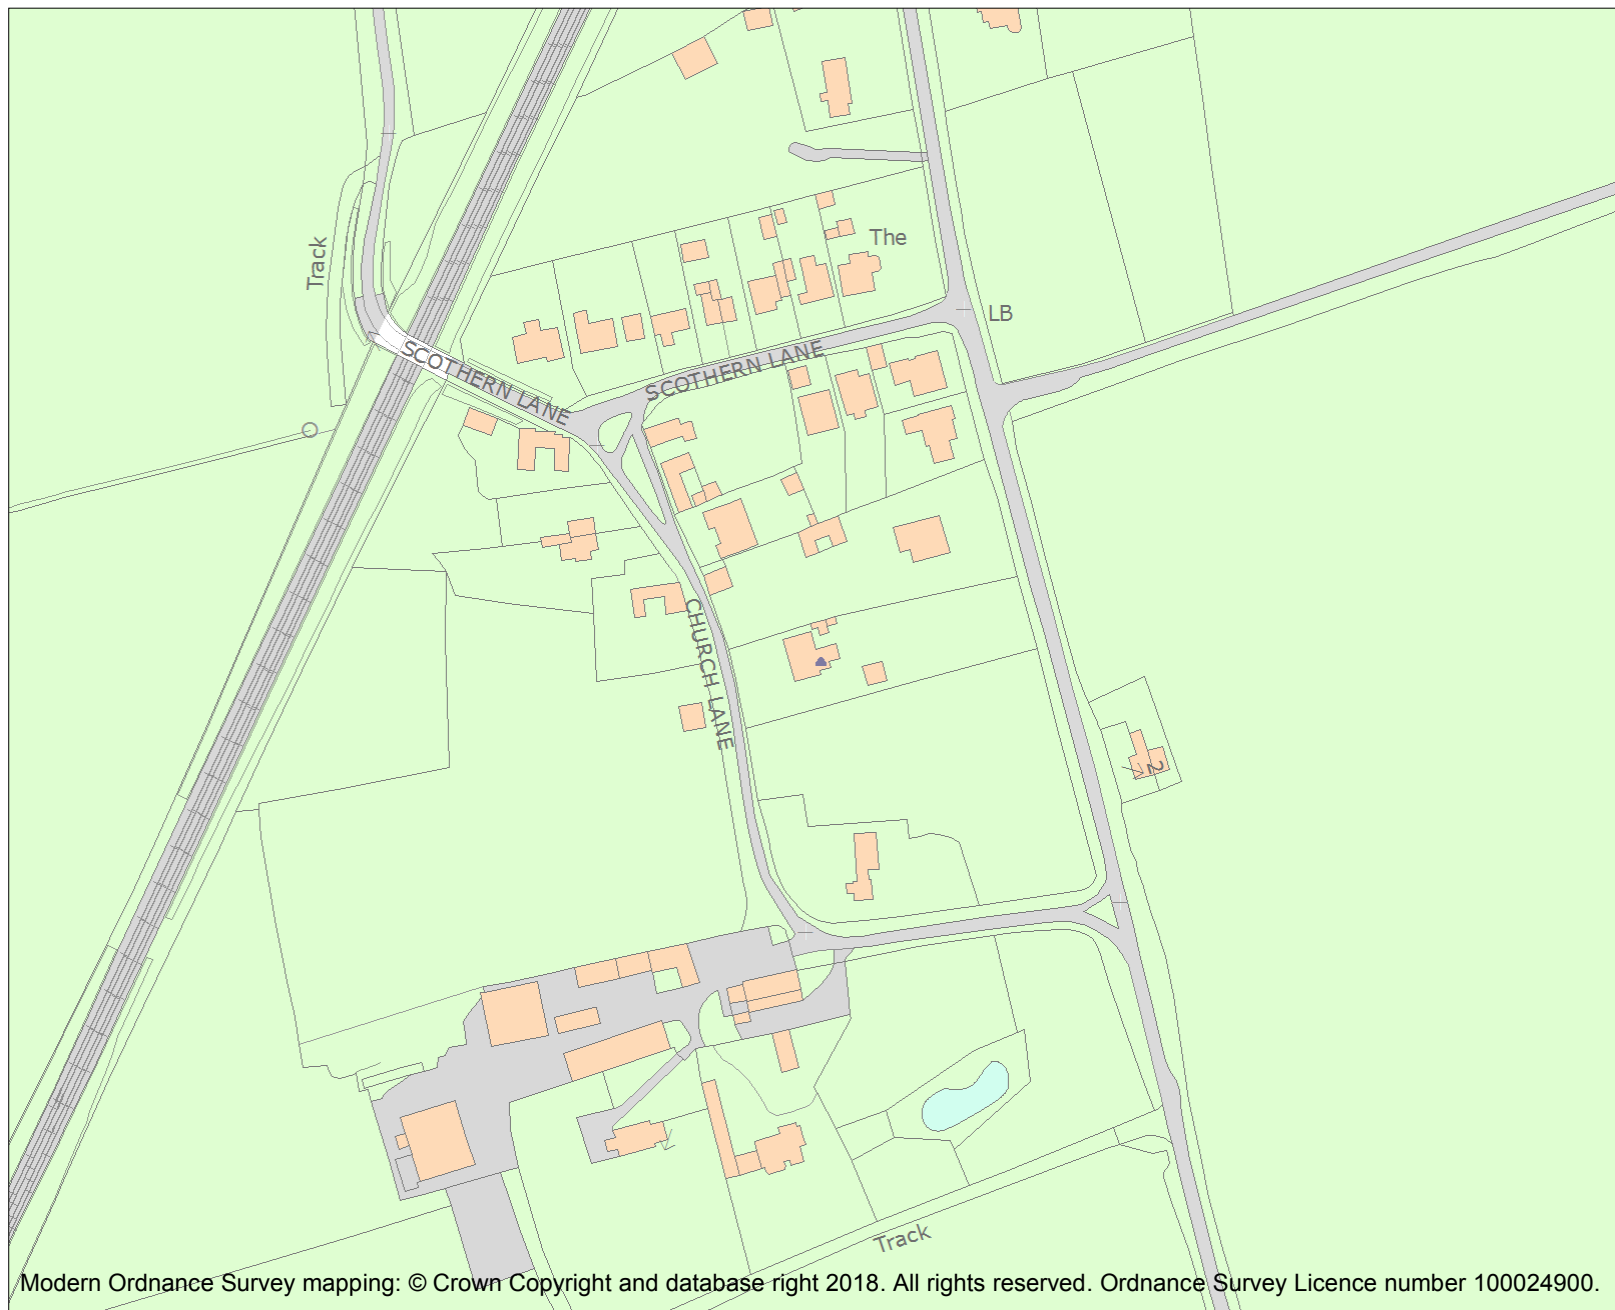 The
Track
LB
SCOTHERN LANE
SCOTHERN LANE
CHURCH LANE
2
Track
Modern Ordnance Survey mapping: © Crown Copyright and database right 2018. All rights reserved. Ordnance Survey Licence number 100024900.